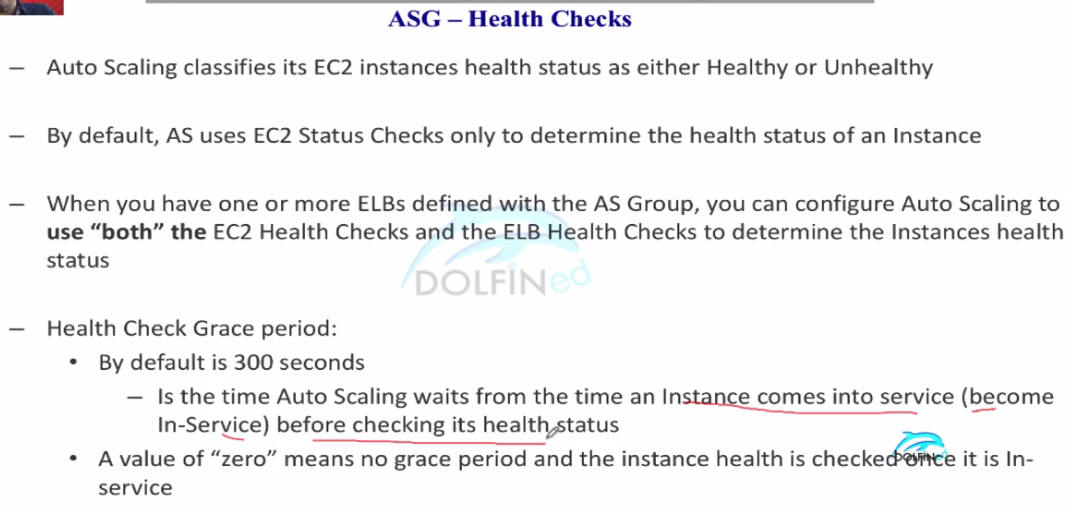 ASG – Health Checks
– Auto Scaling classifies its EC2 instances health status as either Healthy or Unhealthy
– By default, AS uses EC2 Status Checks only to determine the health status of an Instance
– When you have one or more ELBs defined with the AS Group, you can configure Auto Scaling to
use “both” the EC2 Health Checks and the ELB Health Checks to determine the Instances health
status
DOLFINed
– Health Check Grace period:
• By default is 300 seconds
– Is the time Auto Scaling waits from the time an Instance comes into service (become
In-Service) before checking its health status
• A value of “zero” means no grace period and the instance health is checked once it is In-
service
DOLFINed